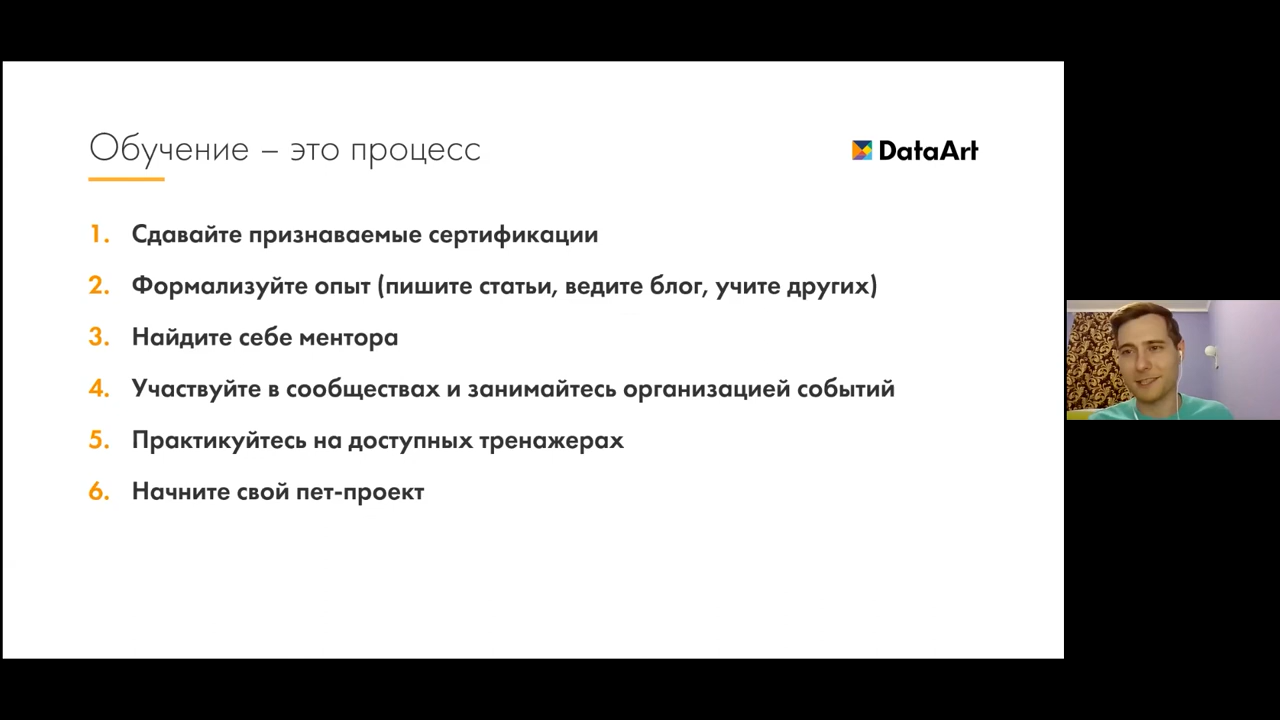 Обучение – это процесс
DataArt
1. Сдавайте признаваемые сертификации
2. Формализуйте опыт (пишите статьи, ведите блог, учите других)
3. Найдите себе ментора
4. Участвуйте в сообществах и занимайтесь организацией событий
5. Практикуйтесь на доступных тренажерах
6. Начните свой пет-проект